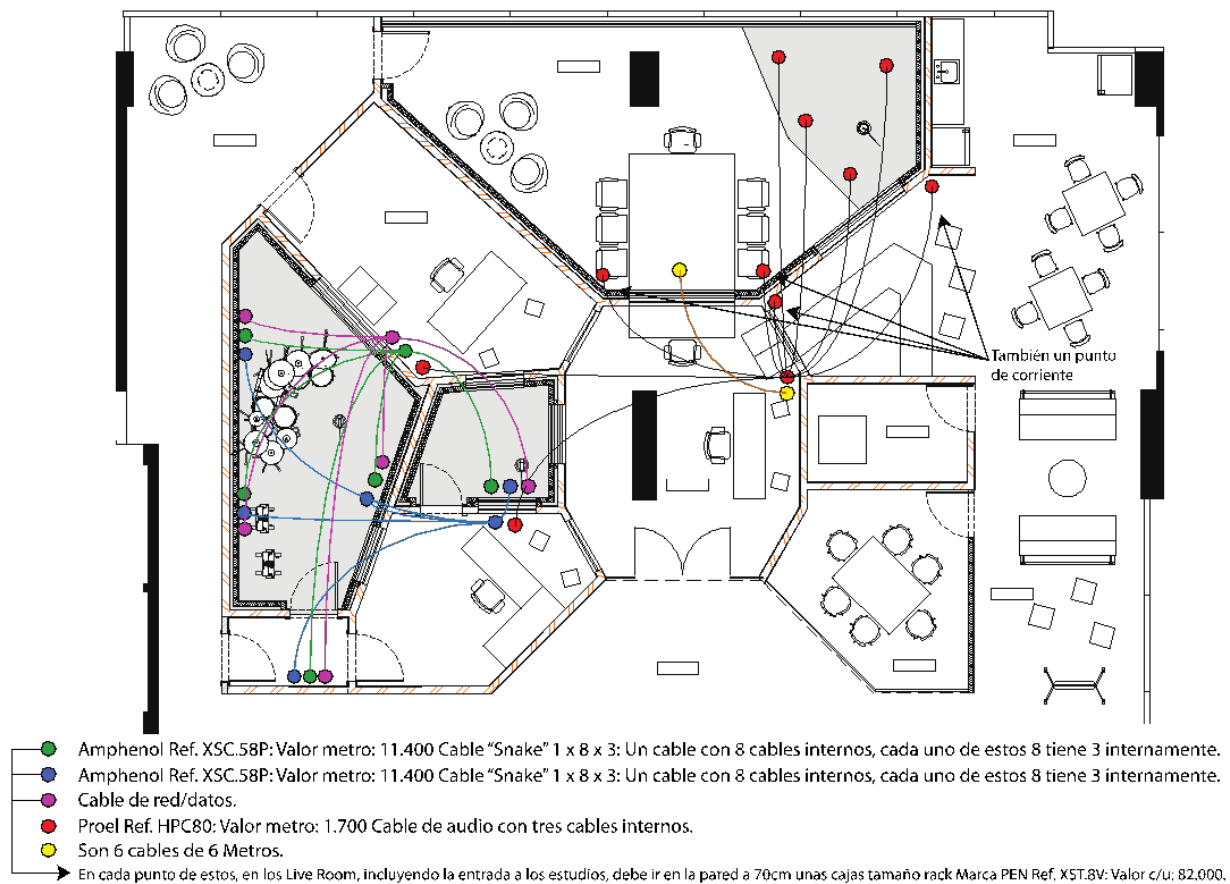 También un punto
de corriente
Amphenol Ref. XSC.58P: Valor metro: 11.400 Cable “Snake” 1 x 8 x 3: Un cable con 8 cables internos, cada uno de estos 8 tiene 3 internamente.
Amphenol Ref. XSC.58P: Valor metro: 11.400 Cable “Snake” 1 x 8 x 3: Un cable con 8 cables internos, cada uno de estos 8 tiene 3 internamente.
Cable de red/datos.
Proel Ref. HPC80: Valor metro: 1.700 Cable de audio con tres cables internos.
Son 6 cables de 6 Metros.
En cada punto de estos, en los Live Room, incluyendo la entrada a los estudios, debe ir en la pared a 70cm unas cajas tamaño rack Marca PEN Ref. XST.8V: Valor c/u: 82.000.